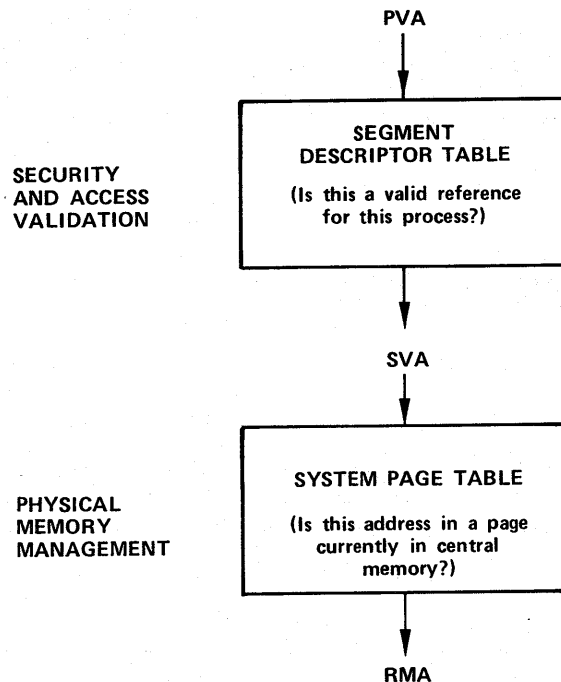 PVA
SEGMENT
DESCRIPTOR TABLE
(Is this a valid reference
for this process?)
SECURITY
AND ACCESS
VALIDATION
SVA
SYSTEM PAGE TABLE
(Is this address in a page
currently in central
memory?)
PHYSICAL
MEMORY
MANAGEMENT
RMA